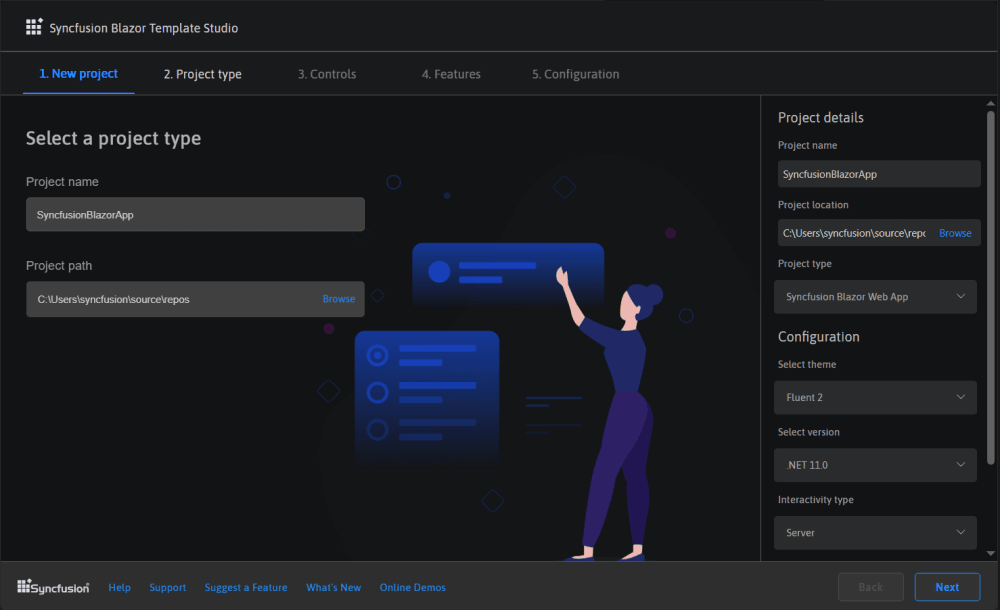 Syncfusion Blazor Template Studio
1. New project
2. Project type
3. Controls
4. Features
5. Configuration
Select a project type
Project name
SyncfusionBlazorApp
Project path
C:\Users\syncfusion\source\repos
Browse
Project details
Project name
SyncfusionBlazorApp
Project location
C:\Users\syncfusion\source\repo
Browse
Project type
Syncfusion Blazor Web App
Configuration
Select theme
Fluent 2
Select version
.NET 11.0
Interactivity type
Server
Syncfusion
Help
Support
Suggest a Feature
What's New
Online Demos
Back
Next